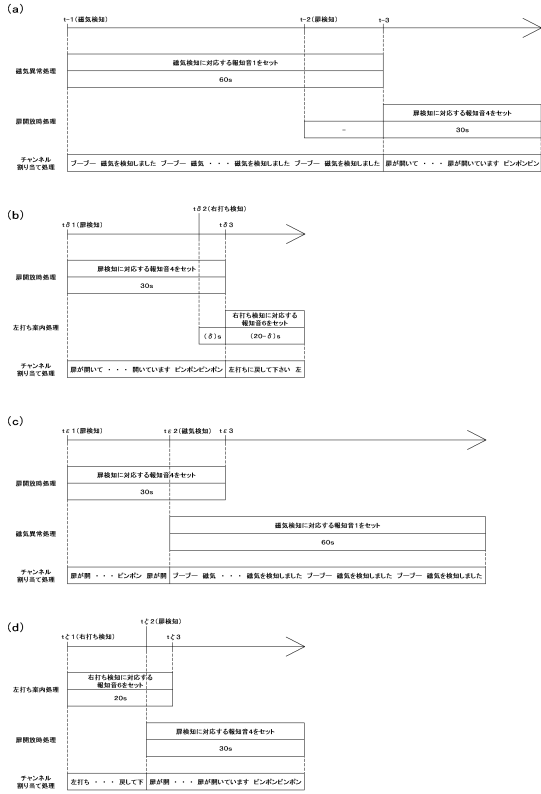 (a)
t-1(磁気検知)
t-2(扉検知)
t-3
磁気異常処理
磁気検知に対応する報知音1をセット
60s
扉開放時処理
扉検知に対応する報知音4をセット
-
30s
チャンネル
割り当て処理
ブーブー 磁気を検知しました ブーブー 磁気 ・・・ 磁気を検知しました ブーブー 磁気を検知しました
扉が開いて ・・・ 扉が開いています ピンポンピン
(b)
tδ2(右打ち検知)
tδ1(扉検知)
tδ3
扉開放時処理
扉検知に対応する報知音4をセット
30s
左打ち案内処理
右打ち検知に対応する
報知音6をセット
(δ)s
(20-δ)s
チャンネル
割り当て処理
扉が開いて ・・・ 開いています ピンポンピンポン
左打ちに戻して下さい 左
(c)
tε1(扉検知)
tε2(磁気検知)
tε3
扉開放時処理
扉検知に対応する報知音4をセット
30s
磁気異常処理
磁気検知に対応する報知音1をセット
60s
チャンネル
割り当て処理
扉が開 ・・・ ピンポン 扉が開
ブーブー 磁気 ・・・ 磁気を検知しました ブーブー 磁気を検知しました ブーブー 磁気を検知しました
(d)
tζ2(扉検知)
tζ1(右打ち検知)
tζ3
左打ち案内処理
右打ち検知に対応する
報知音6をセット
20s
扉開放時処理
扉検知に対応する報知音4をセット
30s
チャンネル
割り当て処理
左打ち ・・・ 戻して下
扉が開 ・・・ 扉が開いています ピンポンピンポン